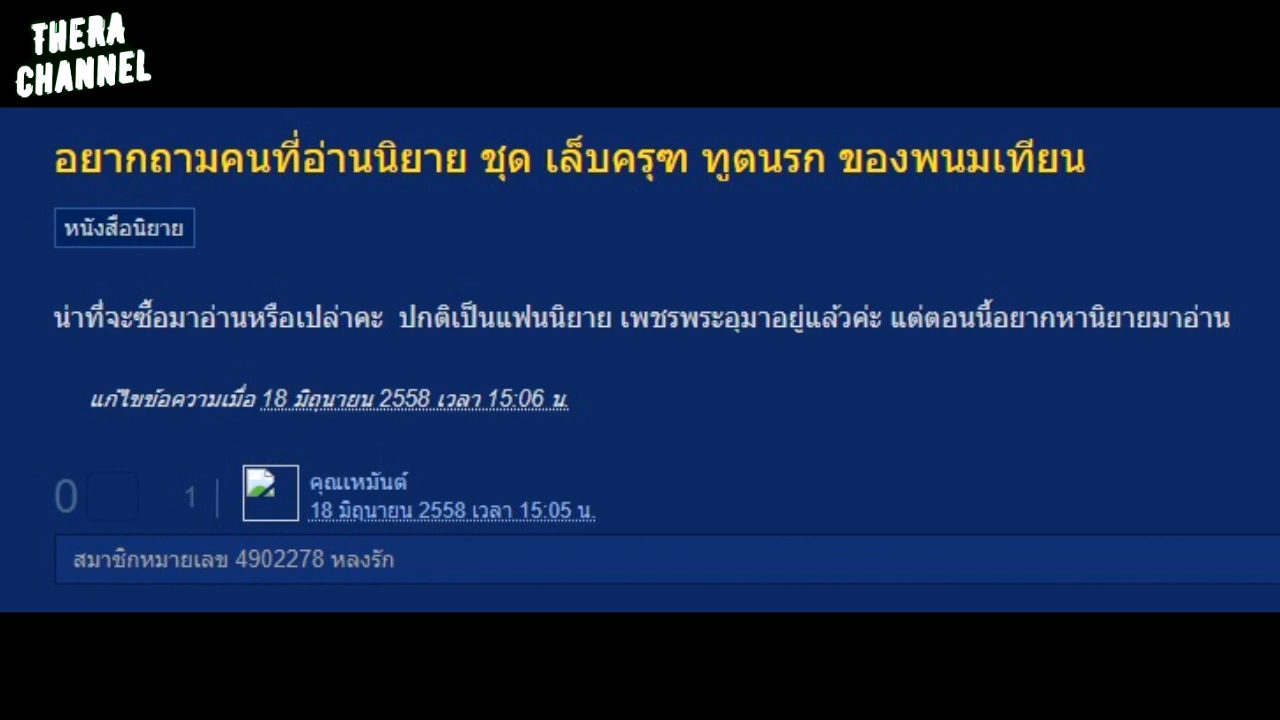 THERA
CHANNEL
อยากถามคนที่อ่านนิยาย ชุด เล็บครุฑ ทูตนรก ของพนมเทียน
หนังสือนิยาย
น่าที่จะซื้อมาอ่านหรือเปล่าคะ ปกติเป็นแฟนนิยาย เพชรพระอุมาอยู่แล้วค่ะ แต่ตอนนี้อยากหานิยายมาอ่าน
แก้ไขข้อความเมื่อ 18 มิถุนายน 2558 เวลา 15:06 น.
0 1 คุณเหมันต์
18 มิถุนายน 2558 เวลา 15:05 น.
สมาชิกหมายเลข 4902278 หลงรัก